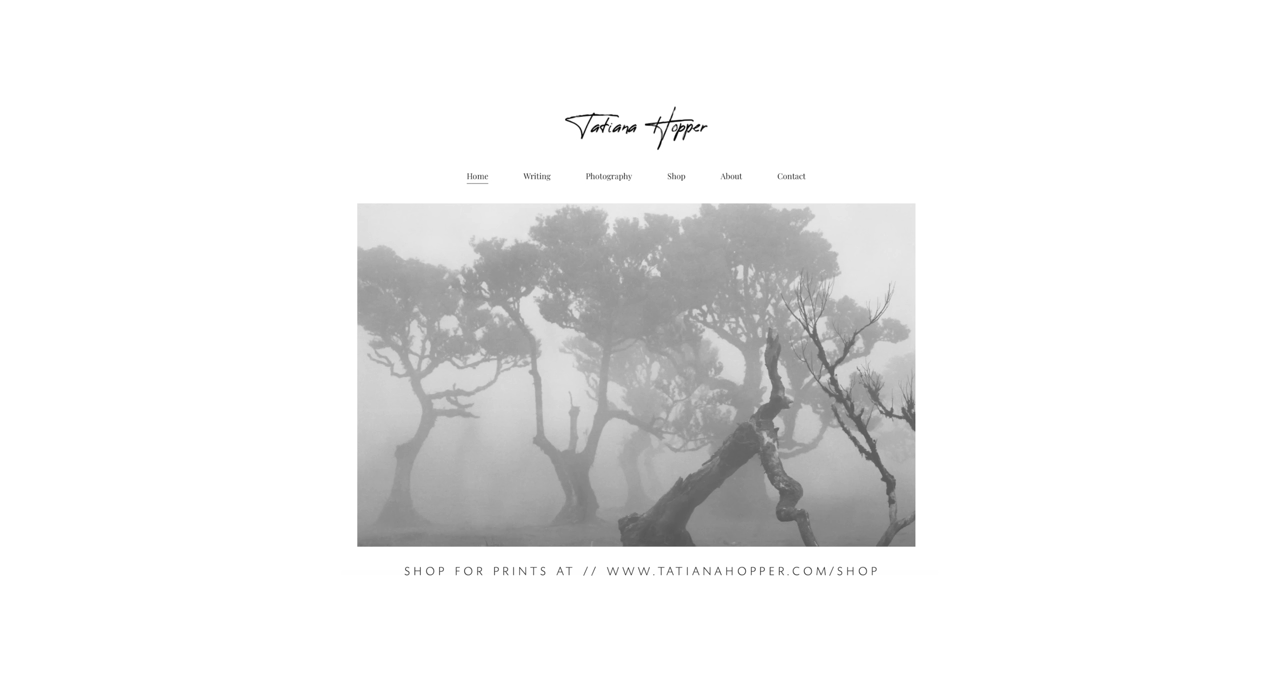 Tatiana Hopper
Home Writing Photography Shop About Contact
SHOP FOR PRINTS AT // WWW.TATIANAHOPPER.COM/SHOP